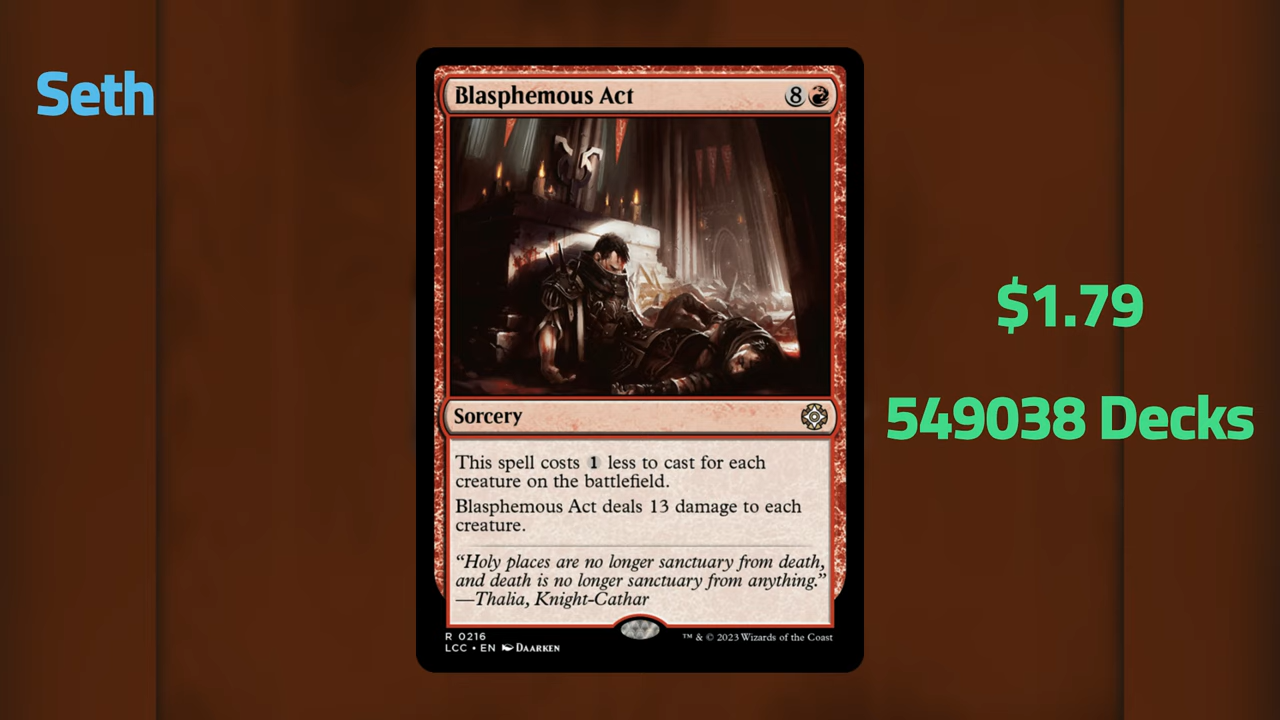 Seth
Blasphemous Act
8
Sorcery
This spell costs 1 less to cast for each
creature on the battlefield.
Blasphemous Act deals 13 damage to each
creature.
“Holy places are no longer sanctuary from death,
and death is no longer sanctuary from anything.”
—Thalia, Knight-Cathar
R 0216
LCC • EN Daarken
™ & © 2023 Wizards of the Coast
$1.79
549038 Decks